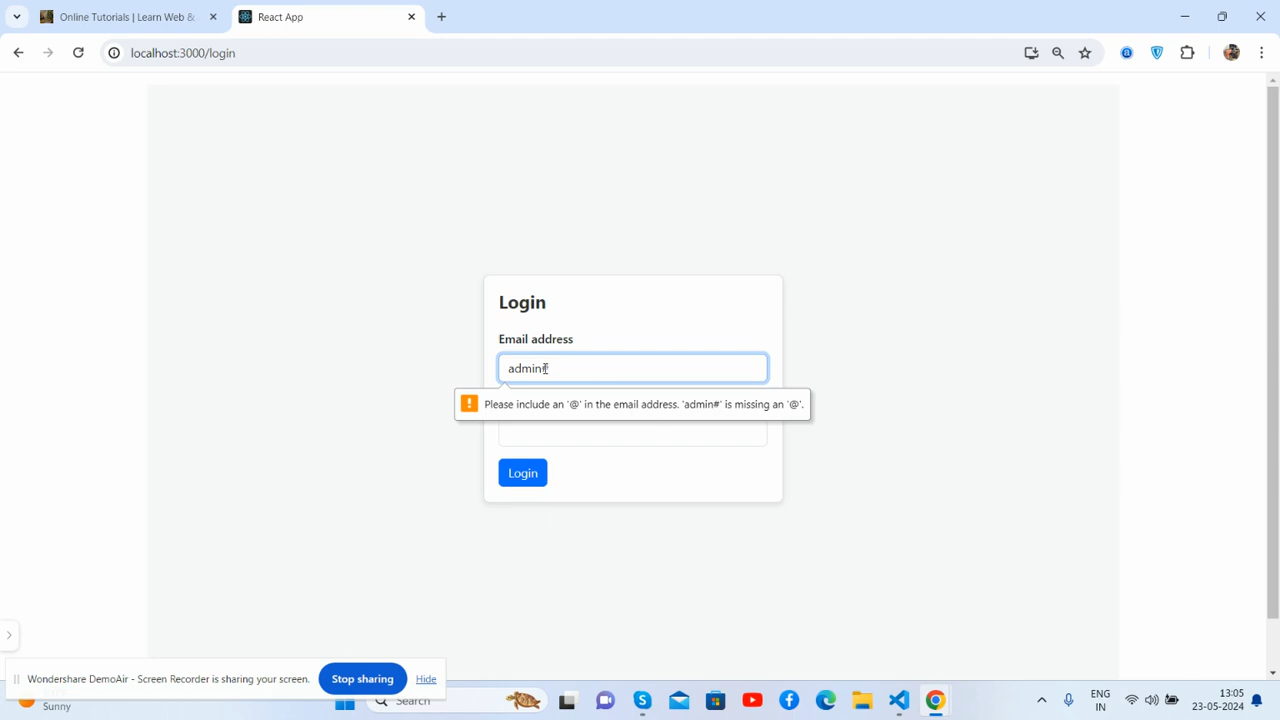 Online Tutorials | Learn Web &
React App
localhost:3000/login
Login
Email address
admin#
Please include an '@' in the email address. 'admin#' is missing an '@'.
Login
Wondershare DemoAir - Screen Recorder is sharing your screen.
Stop sharing
Hide
Sunny
Search
ENG
IN
13:05
23-05-2024